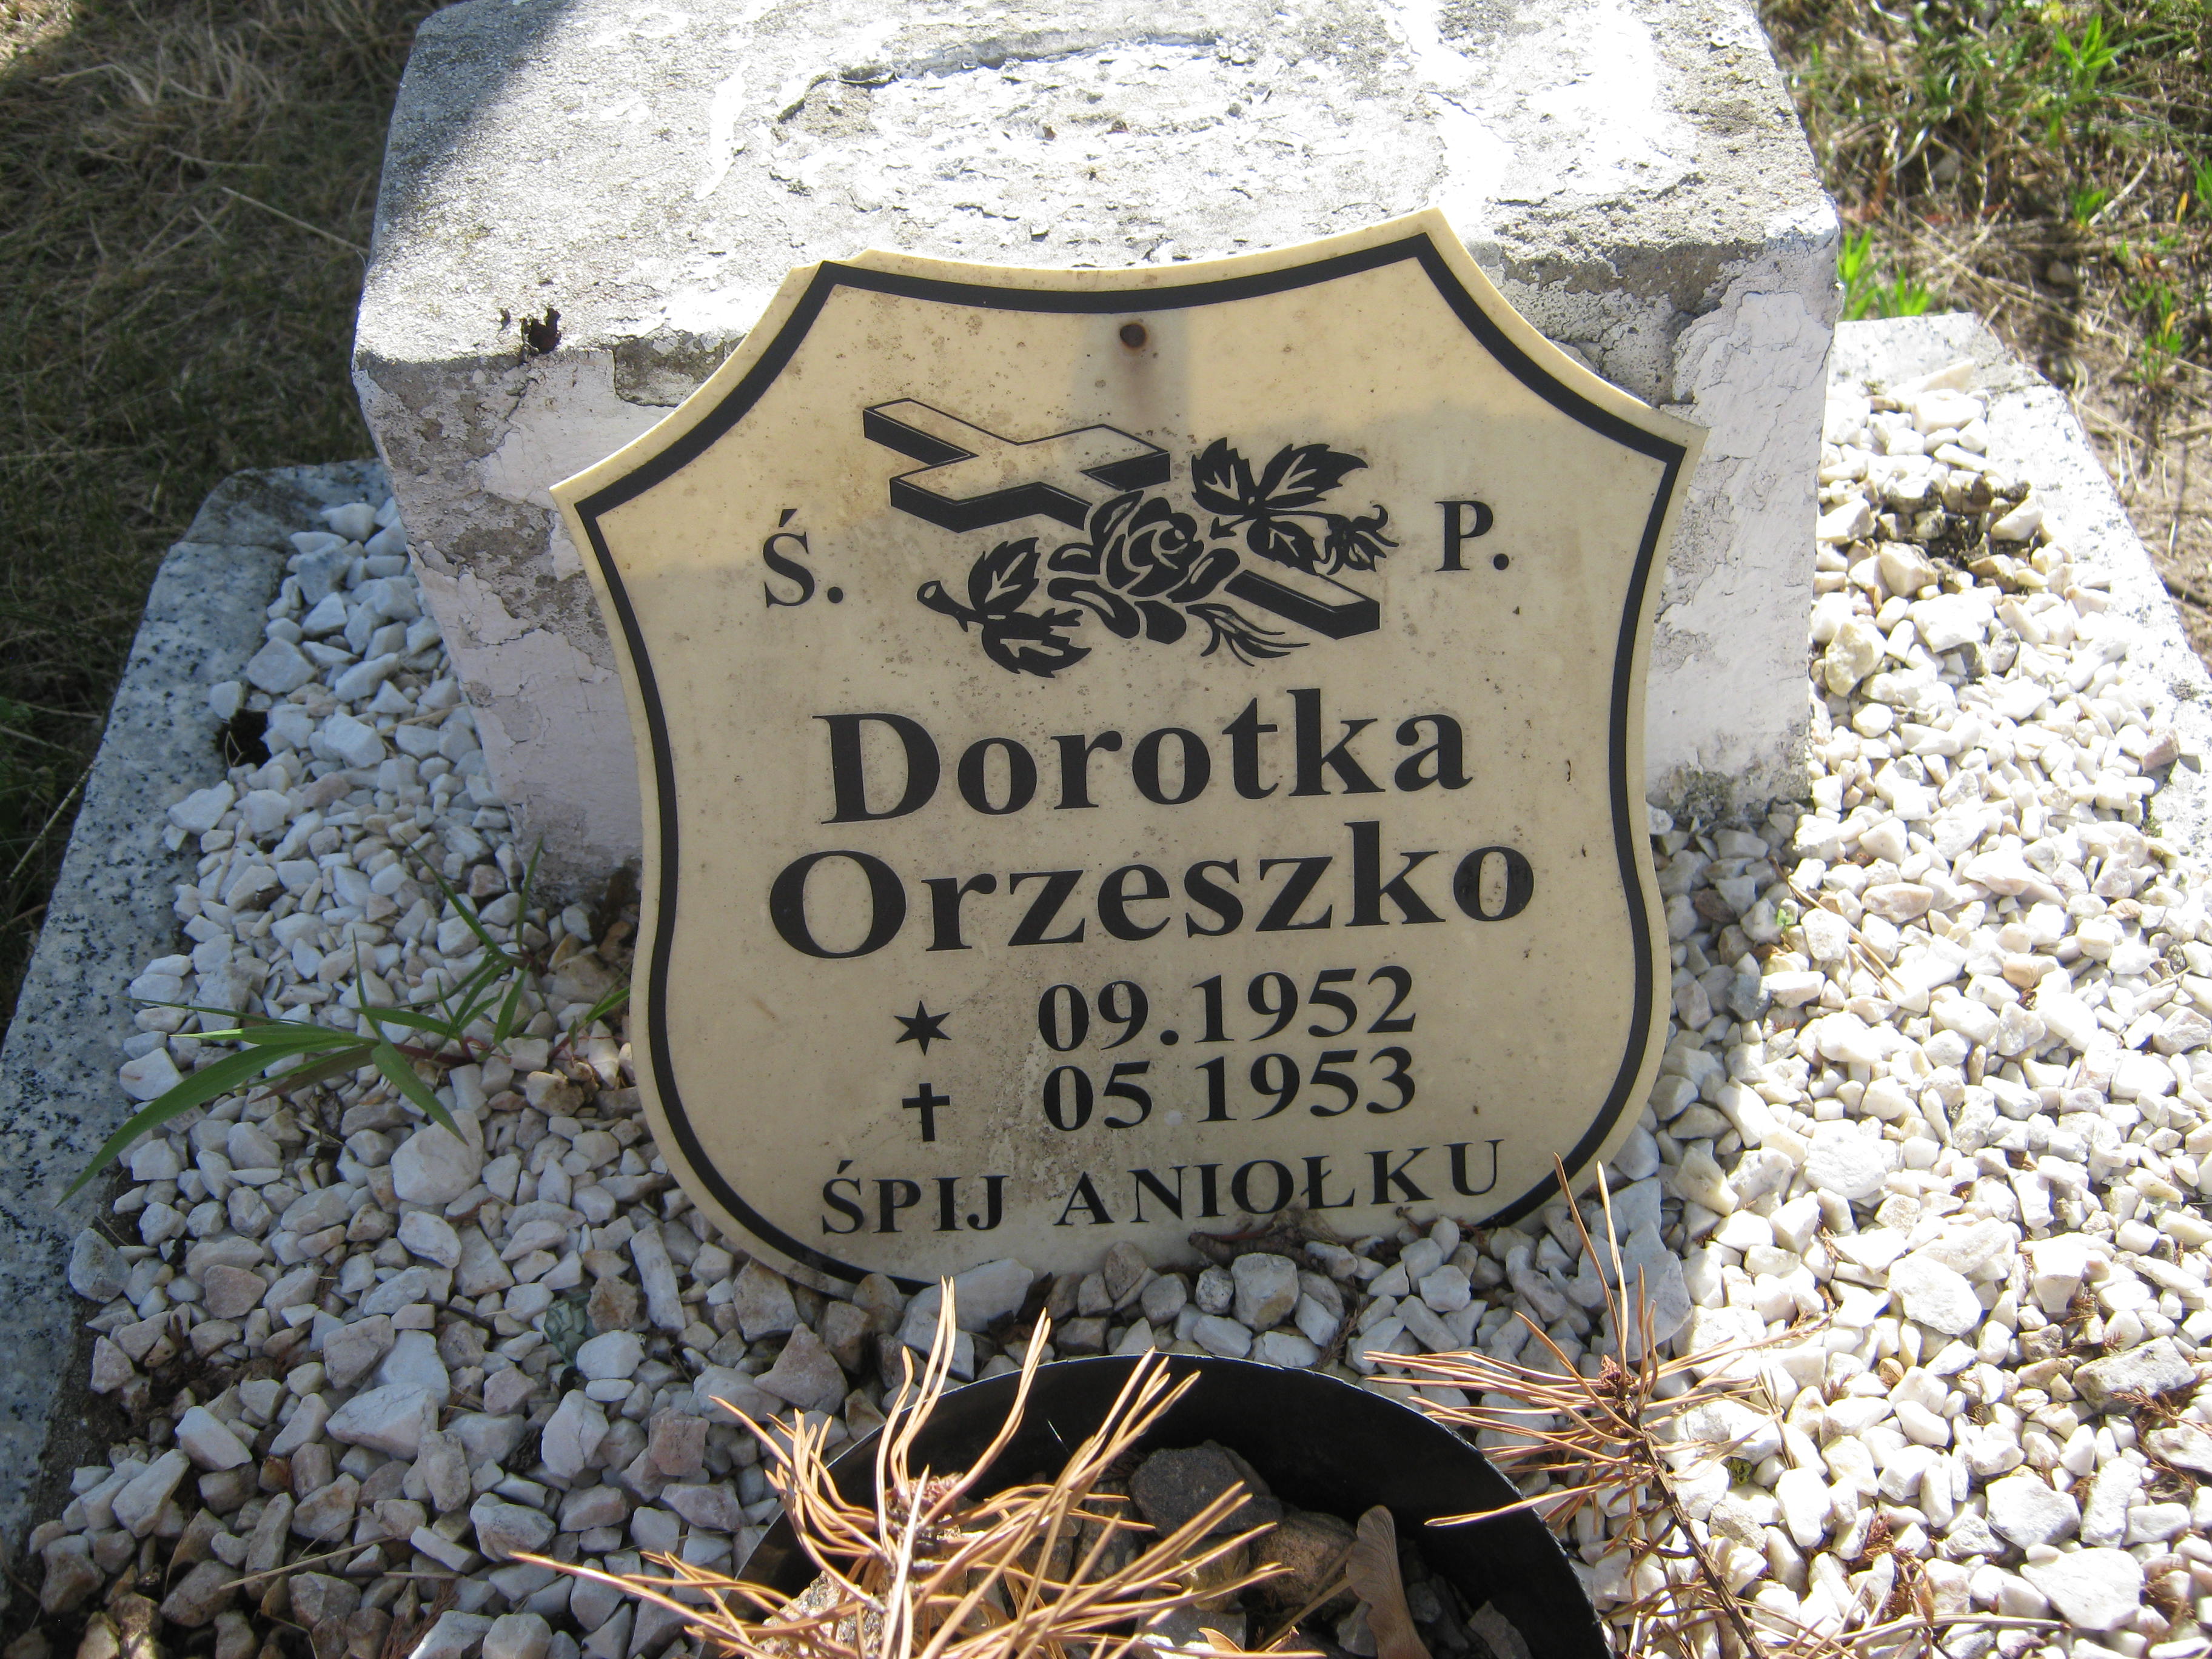 Ś. P.
Dorotka
Orzeszko
09.1952
05 1953
ŚPIJ ANIOŁKU